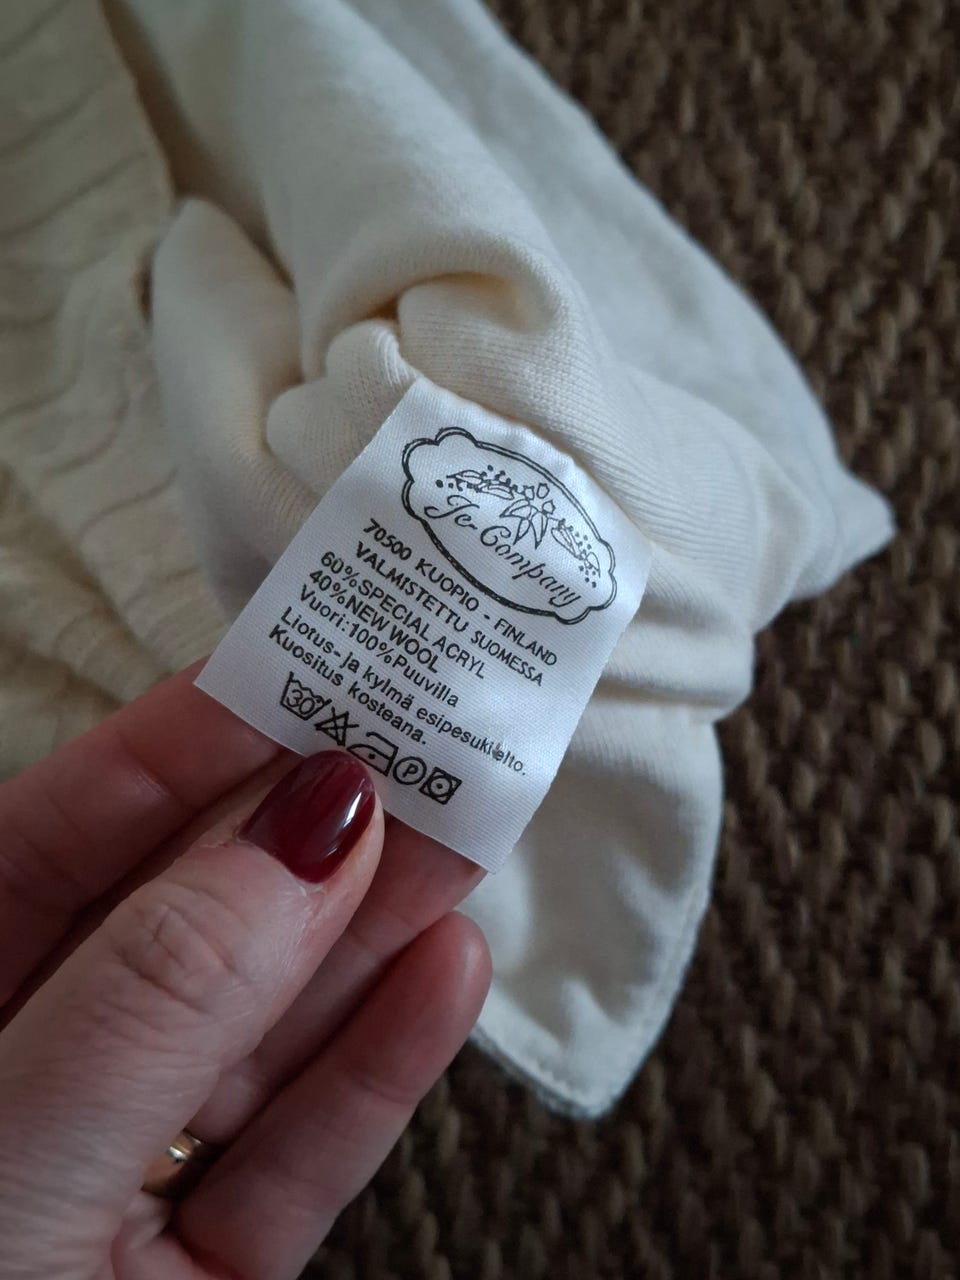 Je-Company
70500 KUOPIO - FINLAND
VALMISTETTU SUOMESSA
60%SPECIAL ACRYL
40%NEW WOOL
Vuori:100%Puuvilla
Liotus- ja kylmä esipesukielto.
Kuositus kosteana.
30 P